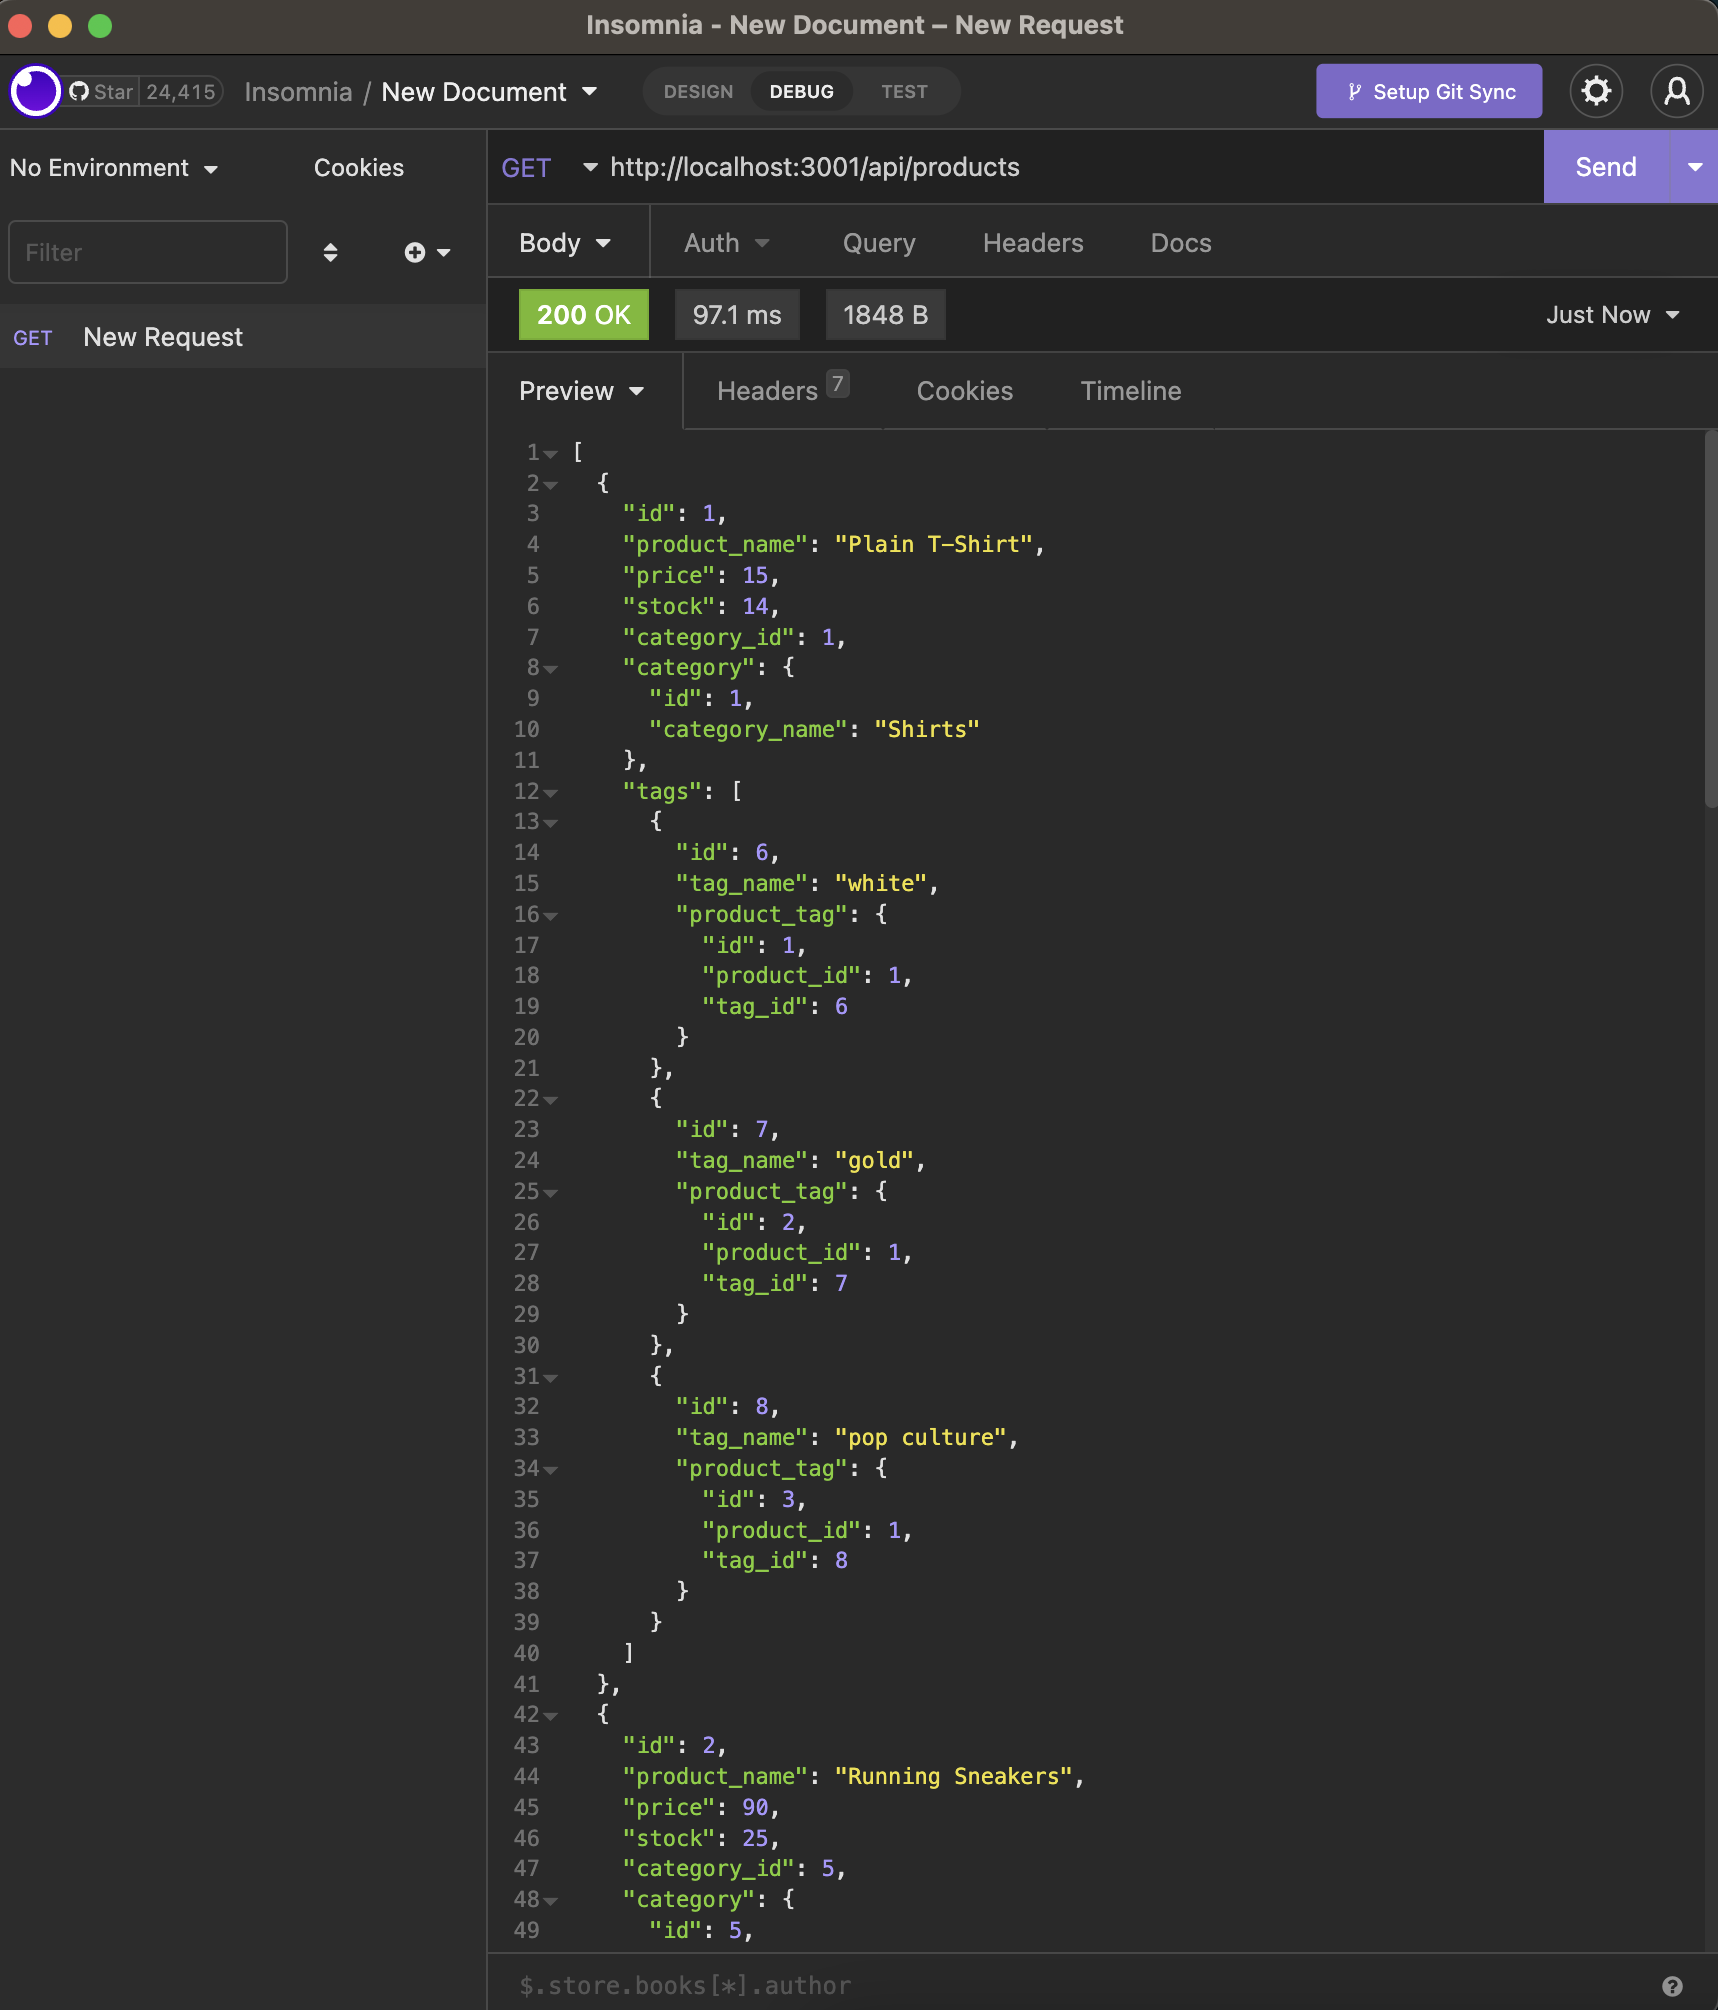 Insomnia - New Document – New Request
Star 24,415 Insomnia / New Document DESIGN DEBUG TEST Setup Git Sync
No Environment Cookies
GET http://localhost:3001/api/products Send
Filter
Body Auth Query Headers Docs
200 OK 97.1 ms 1848 B Just Now
GET New Request
Preview Headers 7 Cookies Timeline
1 [
2 {
3 "id": 1,
4 "product_name": "Plain T-Shirt",
5 "price": 15,
6 "stock": 14,
7 "category_id": 1,
8 "category": {
9 "id": 1,
10 "category_name": "Shirts"
11 },
12 "tags": [
13 {
14 "id": 6,
15 "tag_name": "white",
16 "product_tag": {
17 "id": 1,
18 "product_id": 1,
19 "tag_id": 6
20 }
21 },
22 {
23 "id": 7,
24 "tag_name": "gold",
25 "product_tag": {
26 "id": 2,
27 "product_id": 1,
28 "tag_id": 7
29 }
30 },
31 {
32 "id": 8,
33 "tag_name": "pop culture",
34 "product_tag": {
35 "id": 3,
36 "product_id": 1,
37 "tag_id": 8
38 }
39 }
40 ]
41 },
42 {
43 "id": 2,
44 "product_name": "Running Sneakers",
45 "price": 90,
46 "stock": 25,
47 "category_id": 5,
48 "category": {
49 "id": 5,
$.store.books[*].author